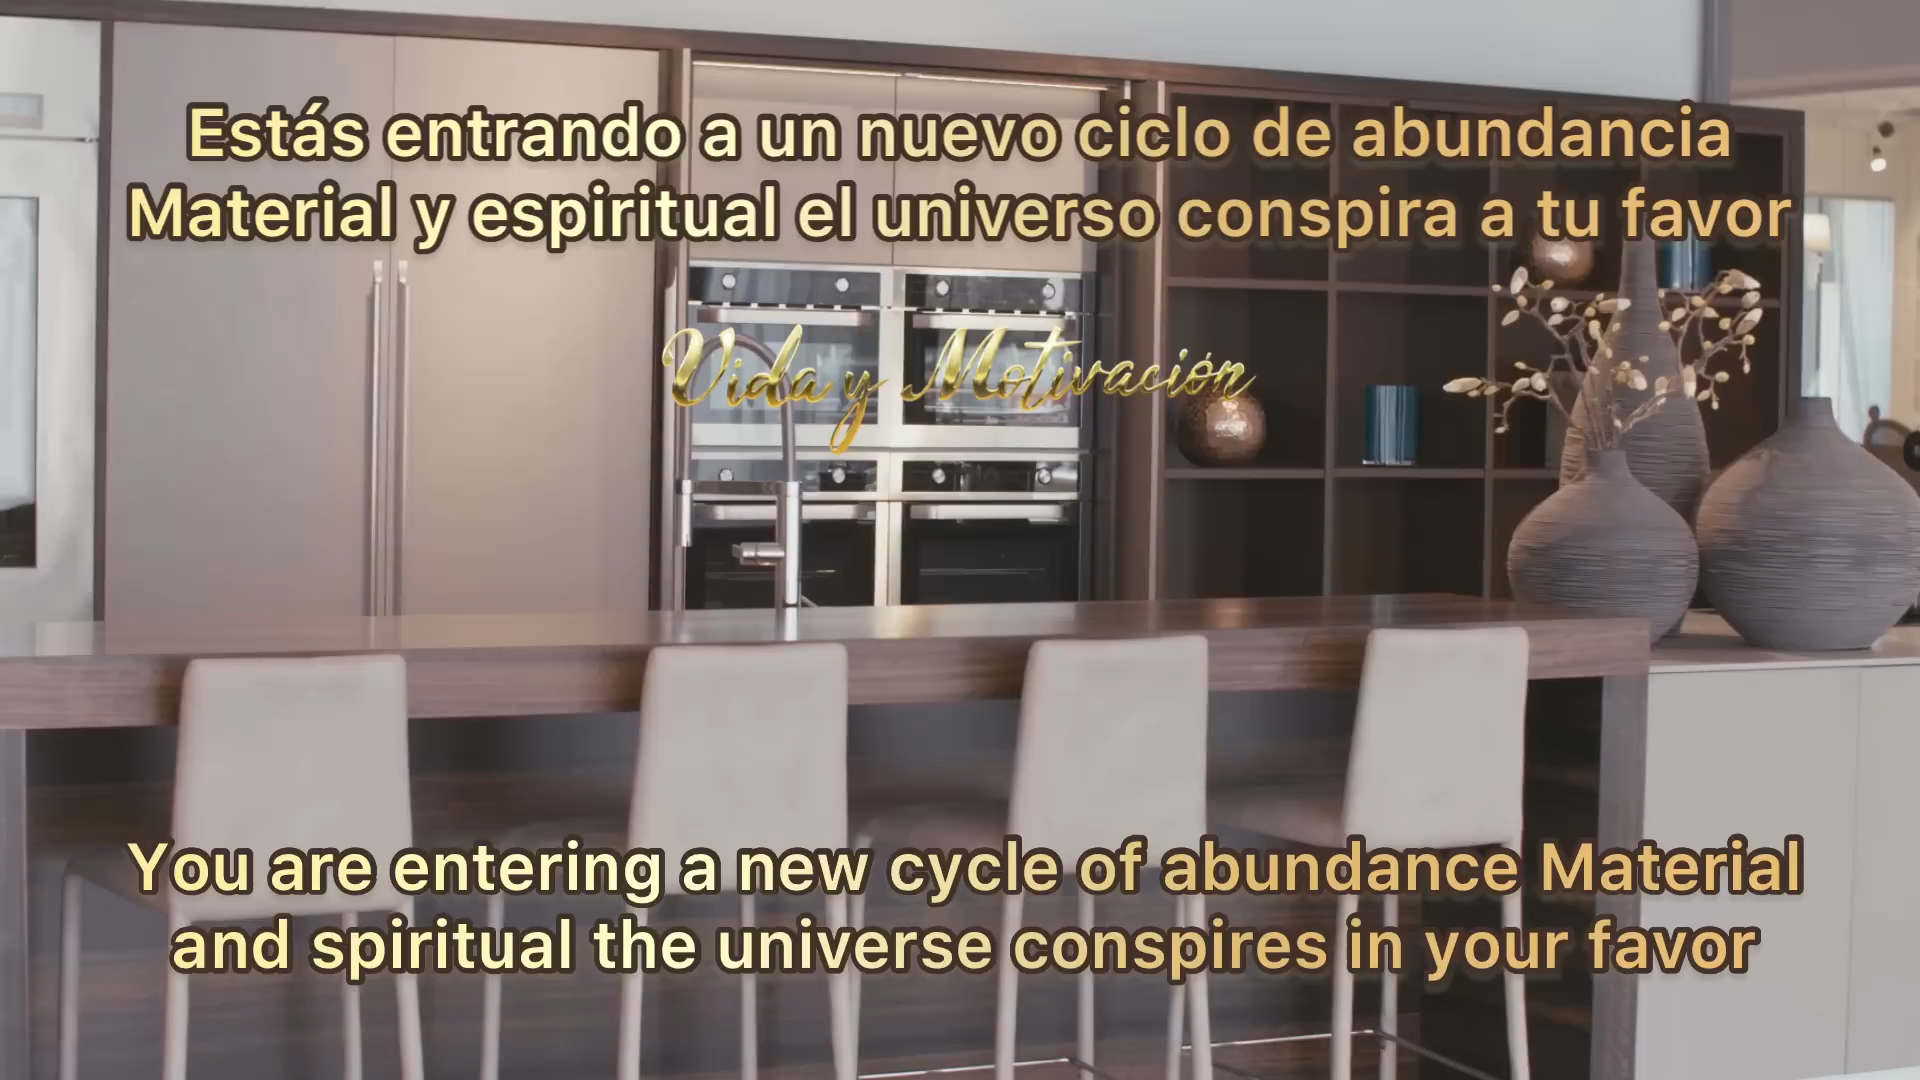 Estás entrando a un nuevo ciclo de abundancia
Material y espiritual el universo conspira a tu favor
Vida y Motivación
You are entering a new cycle of abundance Material
and spiritual the universe conspires in your favor